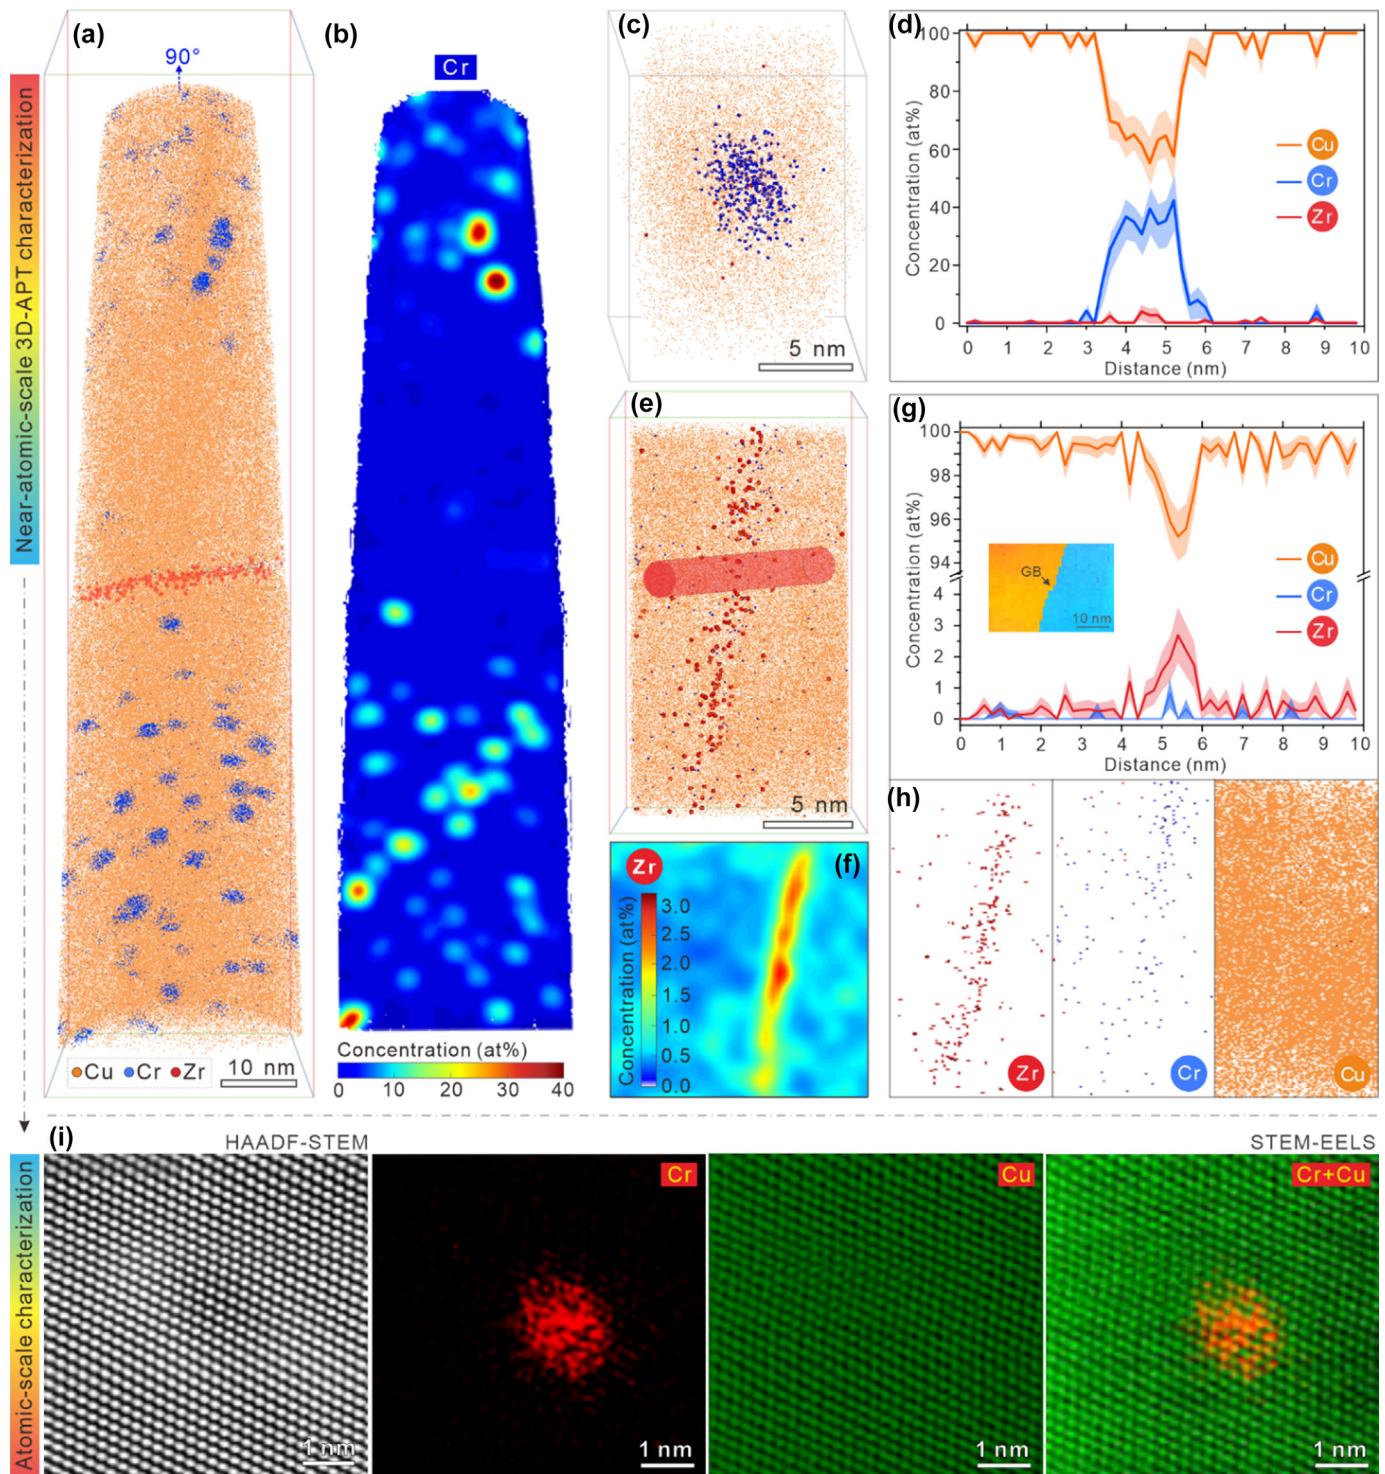 Near-atomic-scale 3D-APT characterization
(a)
90°
Cu Cr Zr
10 nm
(b)
Cr
Concentration (at%)
0 10 20 30 40
(c)
5 nm
(d)
100
80
60
40
20
0
Concentration (at%)
Cu
Cr
Zr
0 1 2 3 4 5 6 7 8 9 10
Distance (nm)
(e)
5 nm
(f)
Zr
Concentration (at%)
3.0
2.5
2.0
1.5
1.0
0.5
0.0
(g)
100
98
96
94
4
3
2
1
0
Concentration (at%)
GB
10 nm
Cu
Cr
Zr
0 1 2 3 4 5 6 7 8 9 10
Distance (nm)
(h)
Zr
Cr
Cu
Atomic-scale characterization
(i)
HAADF-STEM
STEM-EELS
1 nm
Cr
1 nm
Cu
1 nm
Cr+Cu
1 nm